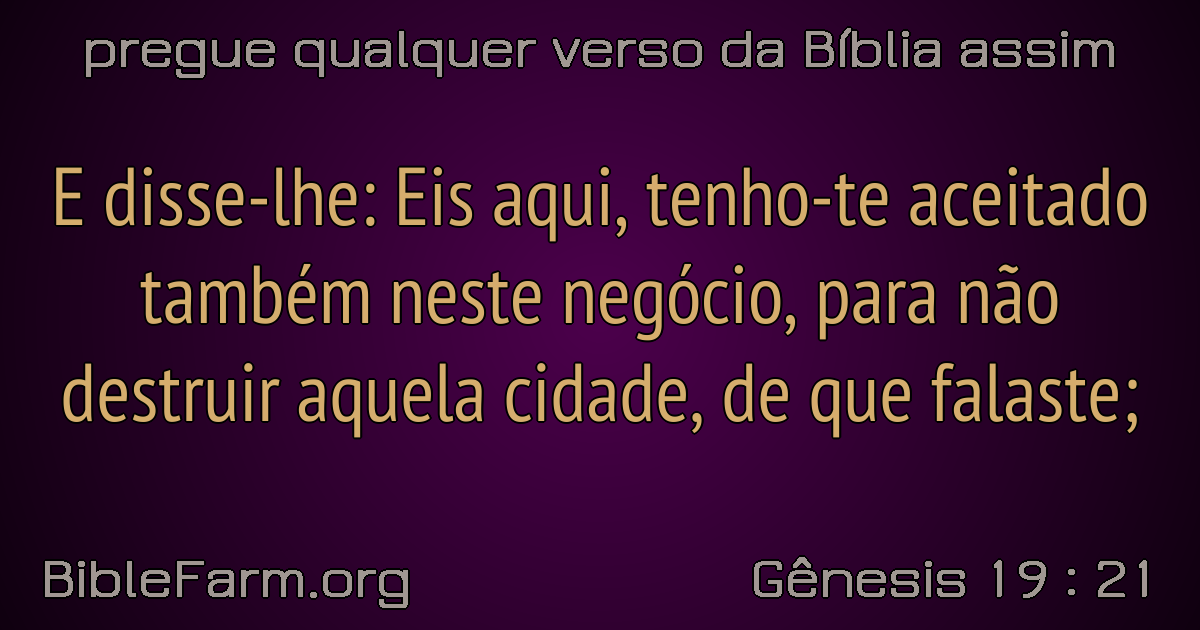 pregue qualquer verso da Bíblia assim
E disse-lhe: Eis aqui, tenho-te aceitado
também neste negócio, para não
destruir aquela cidade, de que falaste;
BibleFarm.org
Gênesis 19 : 21